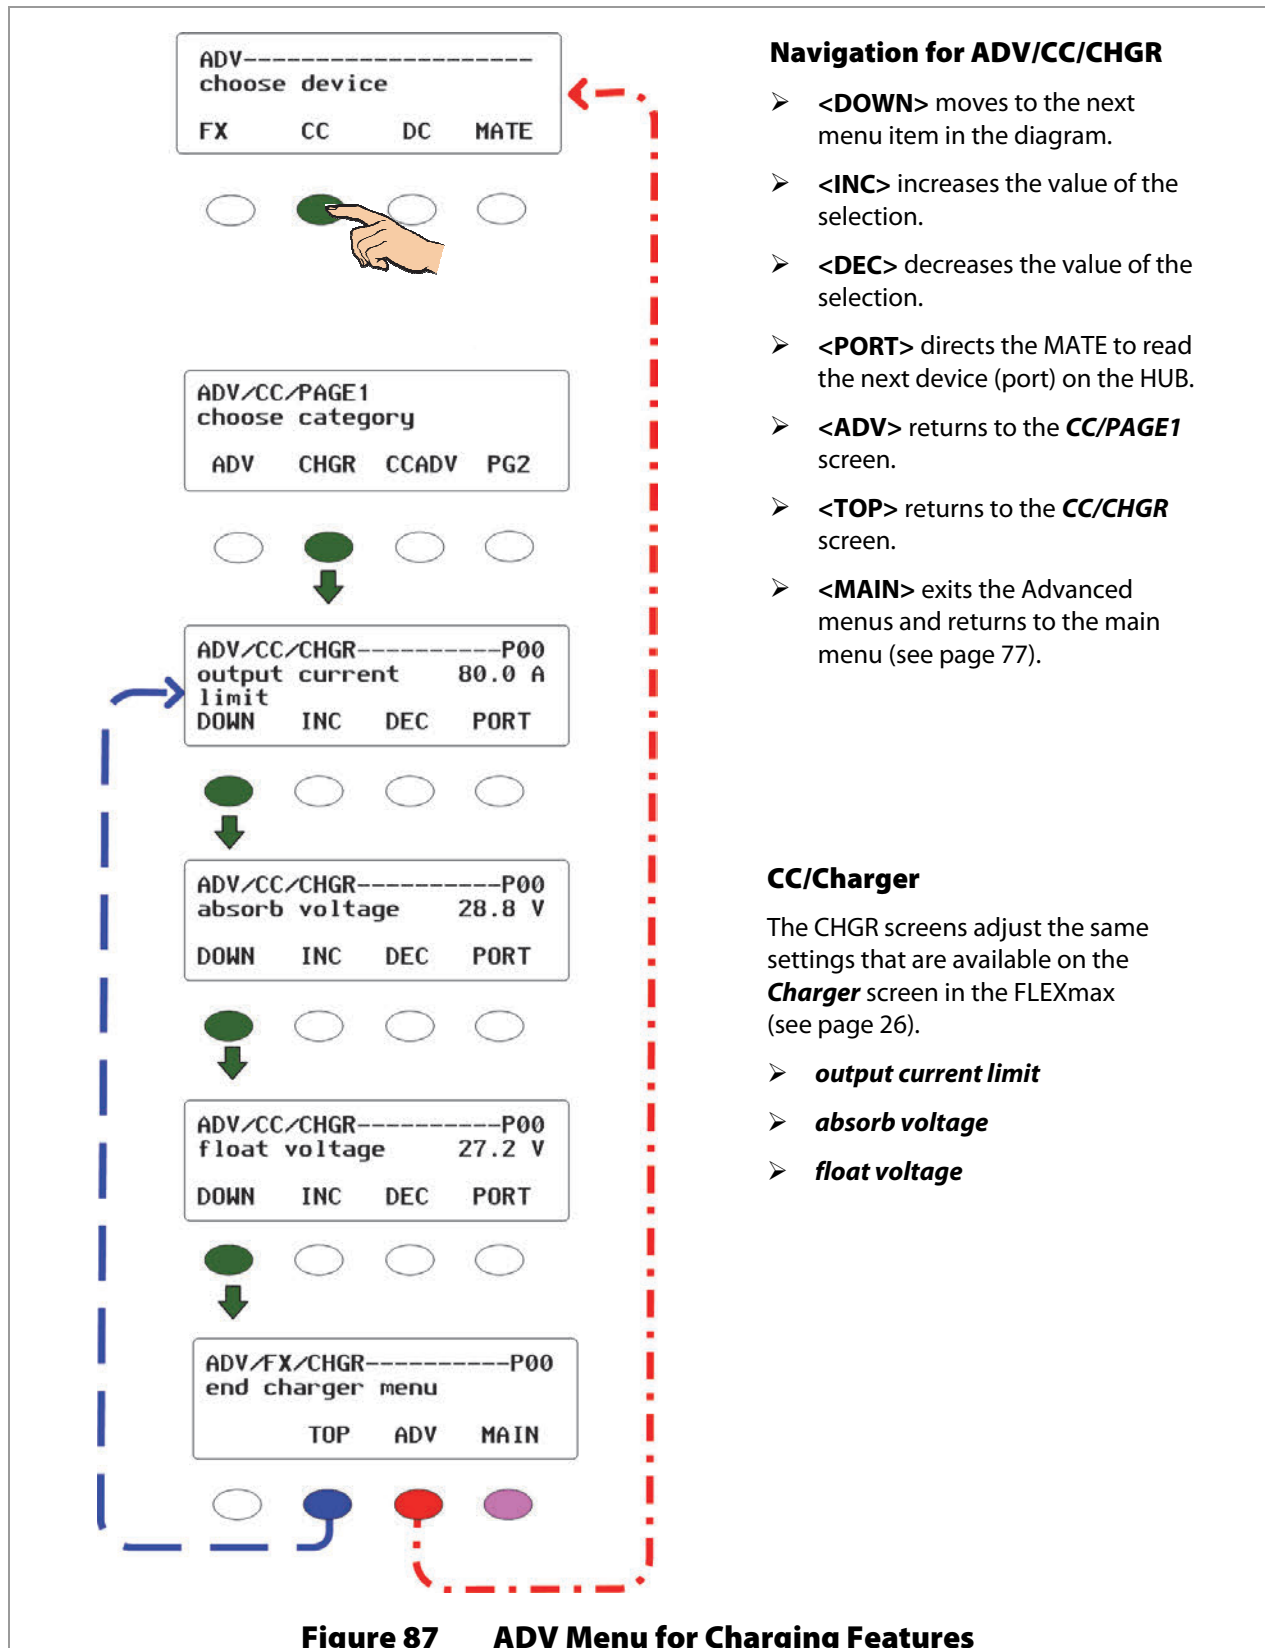 ADV---------------------
choose device
FX CC DC MATE
ADV/CC/PAGE1
choose category
ADV CHGR CCADV PG2
ADV/CC/CHGR------------P00
output current 80.0 A
limit
DOWN INC DEC PORT
ADV/CC/CHGR------------P00
absorb voltage 28.8 V
DOWN INC DEC PORT
ADV/CC/CHGR------------P00
float voltage 27.2 V
DOWN INC DEC PORT
ADV/FX/CHGR------------P00
end charger menu
TOP ADV MAIN
Navigation for ADV/CC/CHGR
➢ <DOWN> moves to the next
menu item in the diagram.
➢ <INC> increases the value of the
selection.
➢ <DEC> decreases the value of the
selection.
➢ <PORT> directs the MATE to read
the next device (port) on the HUB.
➢ <ADV> returns to the CC/PAGE1
screen.
➢ <TOP> returns to the CC/CHGR
screen.
➢ <MAIN> exits the Advanced
menus and returns to the main
menu (see page 77).
CC/Charger
The CHGR screens adjust the same
settings that are available on the
Charger screen in the FLEXmax
(see page 26).
➢ output current limit
➢ absorb voltage
➢ float voltage
Figure 87 ADV Menu for Charging Features